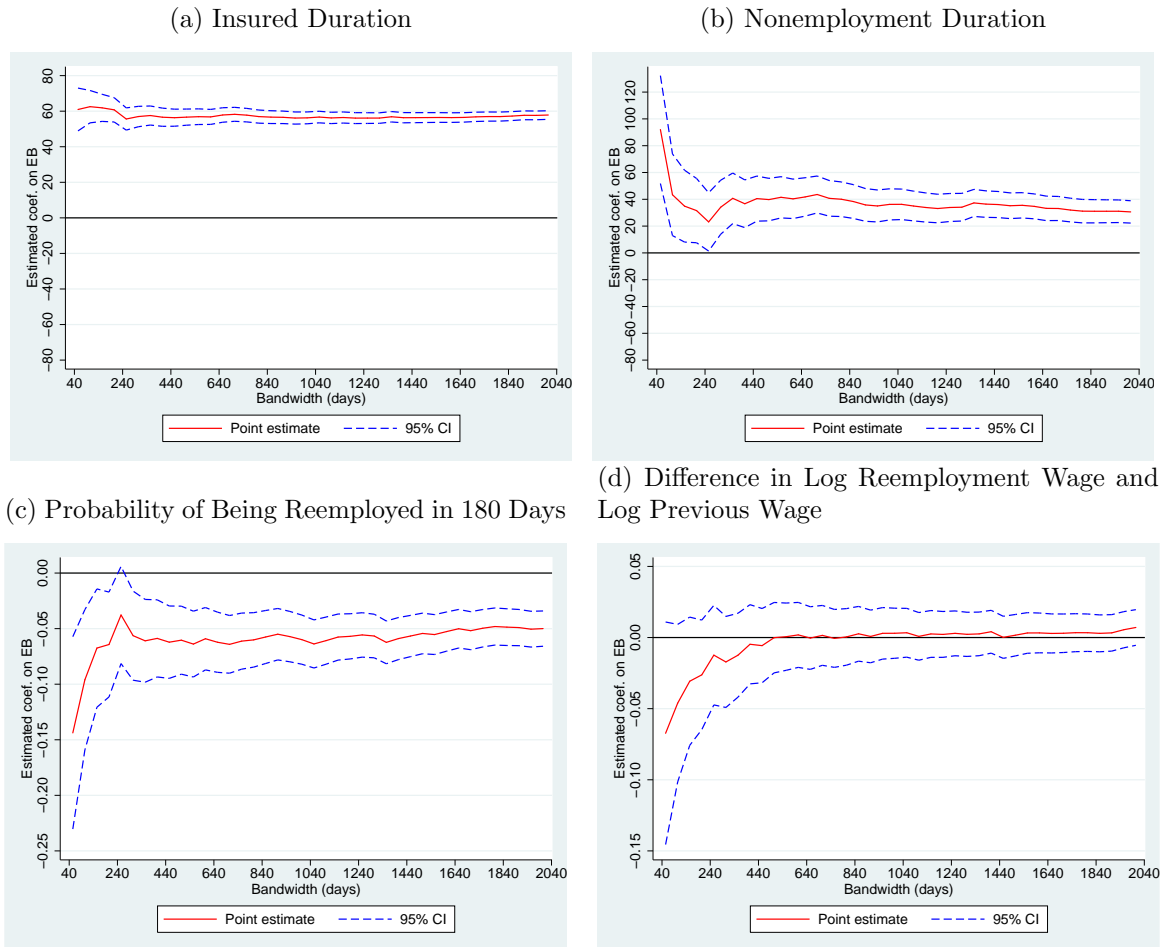 (a) Insured Duration
Estimated coef. on EB
80
60
40
20
0
−20
−40
−60
−80
40 240 440 640 840 1040 1240 1440 1640 1840 2040
Bandwidth (days)
Point estimate 95% CI
(b) Nonemployment Duration
Estimated coef. on EB
120
100
80
60
40
20
0
−20
−40
−60
−80
40 240 440 640 840 1040 1240 1440 1640 1840 2040
Bandwidth (days)
Point estimate 95% CI
(c) Probability of Being Reemployed in 180 Days
Estimated coef. on EB
0.00
−0.05
−0.10
−0.15
−0.20
−0.25
40 240 440 640 840 1040 1240 1440 1640 1840 2040
Bandwidth (days)
Point estimate 95% CI
(d) Difference in Log Reemployment Wage and
Log Previous Wage
Estimated coef. on EB
0.05
0.00
−0.05
−0.10
−0.15
40 240 440 640 840 1040 1240 1440 1640 1840 2040
Bandwidth (days)
Point estimate 95% CI